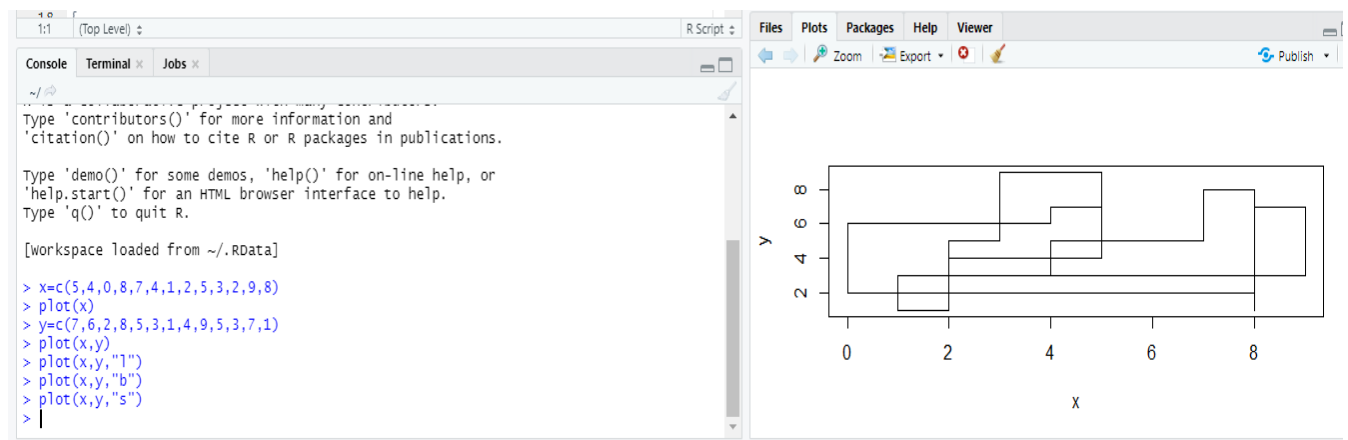 1:1 (Top Level) R Script
Console Terminal Jobs
~/
Type 'contributors()' for more information and
'citation()' on how to cite R or R packages in publications.
Type 'demo()' for some demos, 'help()' for on-line help, or
'help.start()' for an HTML browser interface to help.
Type 'q()' to quit R.
[Workspace loaded from ~/.RData]
> x=c(5,4,0,8,7,4,1,2,5,3,2,9,8)
> plot(x)
> y=c(7,6,2,8,5,3,1,4,9,5,3,7,1)
> plot(x,y)
> plot(x,y,"l")
> plot(x,y,"b")
> plot(x,y,"s")
>
Files Plots Packages Help Viewer
Zoom Export Publish
8
6
y
4
2
0 2 4 6 8
x